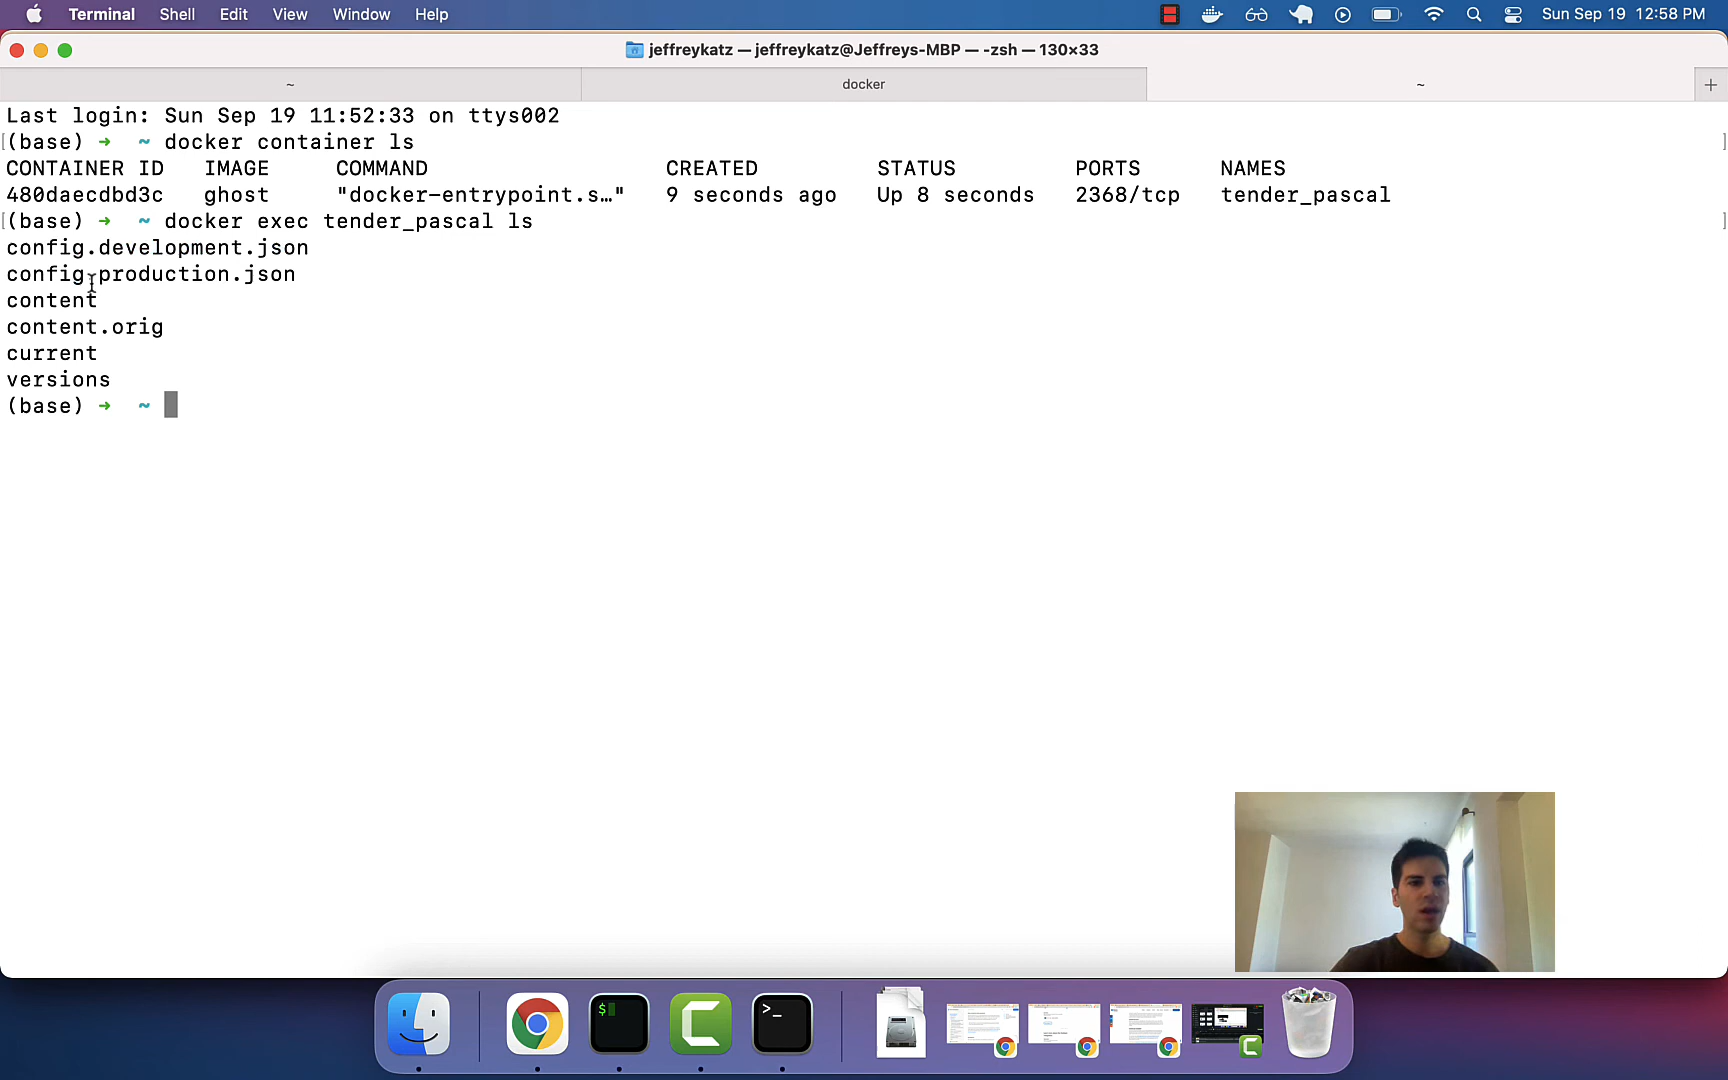 Terminal Shell Edit View Window Help Sun Sep 19 12:58 PM
jeffreykatz — jeffreykatz@Jeffreys-MBP — -zsh — 130×33
~ docker ~ +
Last login: Sun Sep 19 11:52:33 on ttys002
[(base) ➜ ~ docker container ls ]
CONTAINER ID IMAGE COMMAND CREATED STATUS PORTS NAMES
480daecdbd3c ghost "docker-entrypoint.s…" 9 seconds ago Up 8 seconds 2368/tcp tender_pascal
[(base) ➜ ~ docker exec tender_pascal ls ]
config.development.json
config.production.json
content
content.orig
current
versions
(base) ➜ ~
$
>_